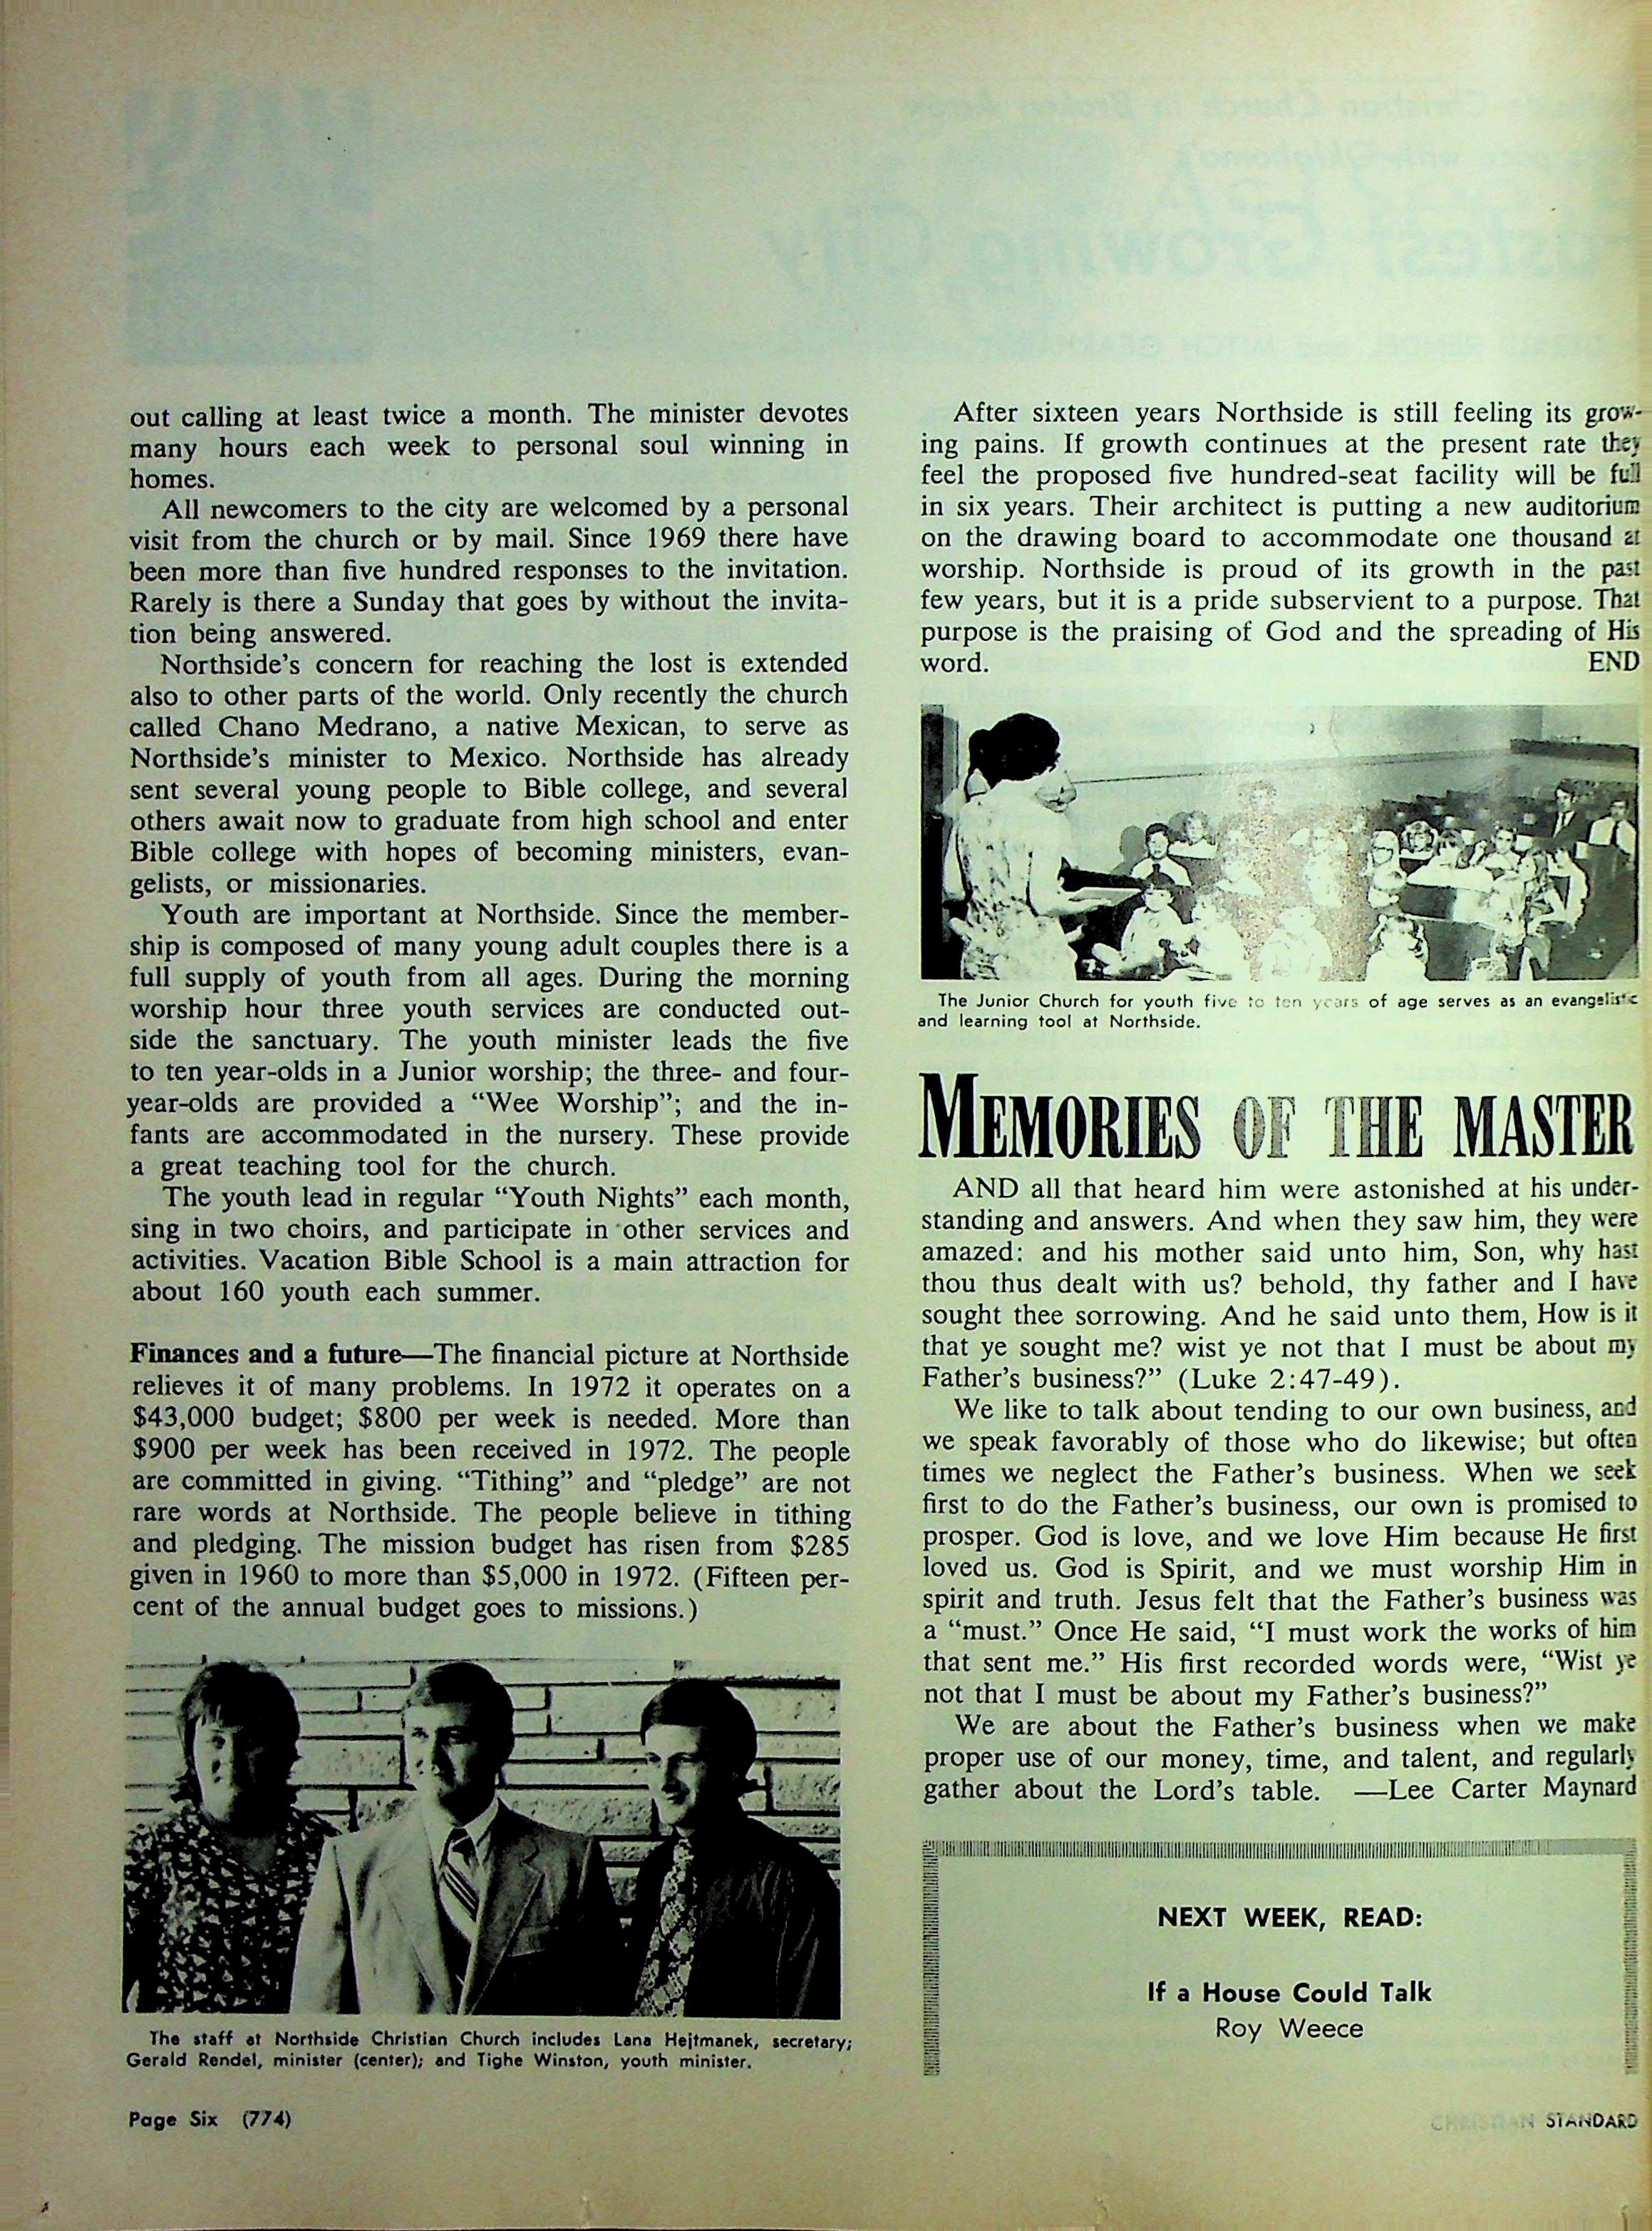 out calling at least twice a month. The minister devotes
many hours each week to personal soul winning in
homes.
All newcomers to the city are welcomed by a personal
visit from the church or by mail. Since 1969 there have
been more than five hundred responses to the invitation.
Rarely is there a Sunday that goes by without the invita-
tion being answered.
Northside's concern for reaching the lost is extended
also to other parts of the world. Only recently the church
called Chano Medrano, a native Mexican, to serve as
Northside's minister to Mexico. Northside has already
sent several young people to Bible college, and several
others await now to graduate from high school and enter
Bible college with hopes of becoming ministers, evan-
gelists, or missionaries.
Youth are important at Northside. Since the member-
ship is composed of many young adult couples there is a
full supply of youth from all ages. During the morning
worship hour three youth services are conducted out-
side the sanctuary. The youth minister leads the five
to ten year-olds in a Junior worship; the three- and four-
year-olds are provided a “Wee Worship”; and the in-
fants are accommodated in the nursery. These provide
a great teaching tool for the church.
The youth lead in regular “Youth Nights” each month,
sing in two choirs, and participate in other services and
activities. Vacation Bible School is a main attraction for
about 160 youth each summer.
Finances and a future—The financial picture at Northside
relieves it of many problems. In 1972 it operates on a
$43,000 budget; $800 per week is needed. More than
$900 per week has been received in 1972. The people
are committed in giving. “Tithing” and “pledge” are not
rare words at Northside. The people believe in tithing
and pledging. The mission budget has risen from $285
given in 1960 to more than $5,000 in 1972. (Fifteen per-
cent of the annual budget goes to missions.)
The staff at Northside Christian Church includes Lana Hejtmanek, secretary;
Gerald Rendel, minister (center); and Tighe Winston, youth minister.
Page Six (774)
After sixteen years Northside is still feeling its grow-
ing pains. If growth continues at the present rate they
feel the proposed five hundred-seat facility will be full
in six years. Their architect is putting a new auditorium
on the drawing board to accommodate one thousand at
worship. Northside is proud of its growth in the past
few years, but it is a pride subservient to a purpose. That
purpose is the praising of God and the spreading of His
word. END
The Junior Church for youth five to ten years of age serves as an evangelistic
and learning tool at Northside.
MEMORIES OF THE MASTER
AND all that heard him were astonished at his under-
standing and answers. And when they saw him, they were
amazed: and his mother said unto him, Son, why hast
thou thus dealt with us? behold, thy father and I have
sought thee sorrowing. And he said unto them, How is it
that ye sought me? wist ye not that I must be about my
Father's business?” (Luke 2:47-49).
We like to talk about tending to our own business, and
we speak favorably of those who do likewise; but often
times we neglect the Father's business. When we seek
first to do the Father's business, our own is promised to
prosper. God is love, and we love Him because He first
loved us. God is Spirit, and we must worship Him in
spirit and truth. Jesus felt that the Father's business was
a “must.” Once He said, “I must work the works of him
that sent me.” His first recorded words were, “Wist ye
not that I must be about my Father's business?”
We are about the Father's business when we make
proper use of our money, time, and talent, and regularly
gather about the Lord's table. —Lee Carter Maynard
NEXT WEEK, READ:
If a House Could Talk
Roy Weece
CHRISTIAN STANDARD